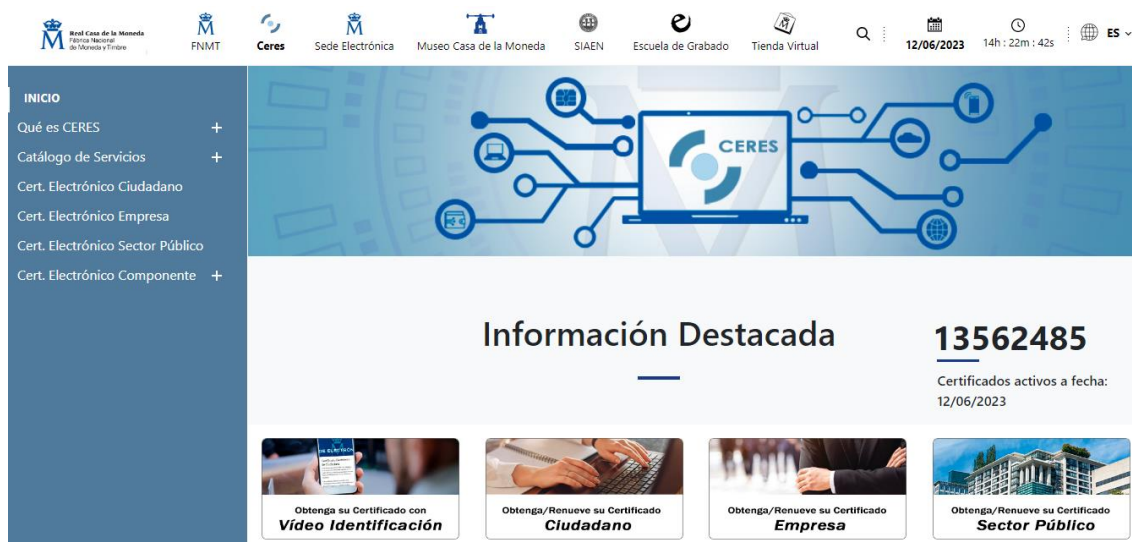 Real Casa de la Moneda
Fábrica Nacional
de Moneda y Timbre
FNMT
Ceres
Sede Electrónica
Museo Casa de la Moneda
SIAEN
Escuela de Grabado
Tienda Virtual
12/06/2023
14h : 22m : 42s
ES
INICIO
Qué es CERES +
Catálogo de Servicios +
Cert. Electrónico Ciudadano
Cert. Electrónico Empresa
Cert. Electrónico Sector Público
Cert. Electrónico Componente +
CERES
Información Destacada
13562485
Certificados activos a fecha:
12/06/2023
Obtenga su Certificado con
Vídeo Identificación
Obtenga/Renueve su Certificado
Ciudadano
Obtenga/Renueve su Certificado
Empresa
Obtenga/Renueve su Certificado
Sector Público